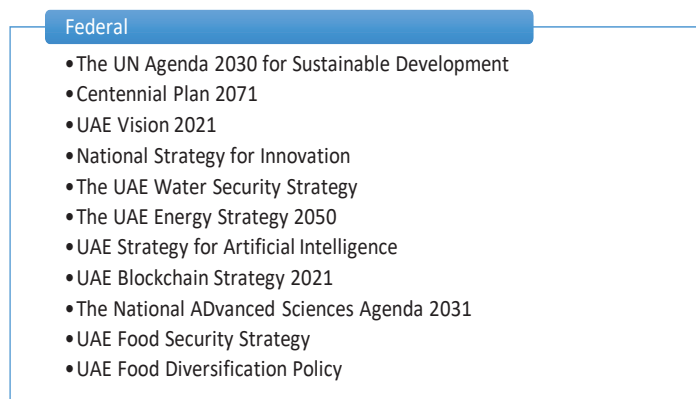 Federal
•The UN Agenda 2030 for Sustainable Development
•Centennial Plan 2071
•UAE Vision 2021
•National Strategy for Innovation
•The UAE Water Security Strategy
•The UAE Energy Strategy 2050
•UAE Strategy for Artificial Intelligence
•UAE Blockchain Strategy 2021
•The National ADvanced Sciences Agenda 2031
•UAE Food Security Strategy
•UAE Food Diversification Policy